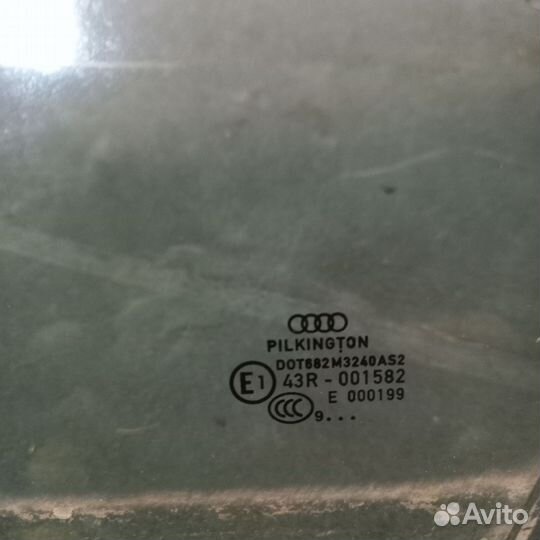 PILKINGTON
DOT682M3240AS2
E1 43R - 001582
E 000199
CCC 9...
Avito